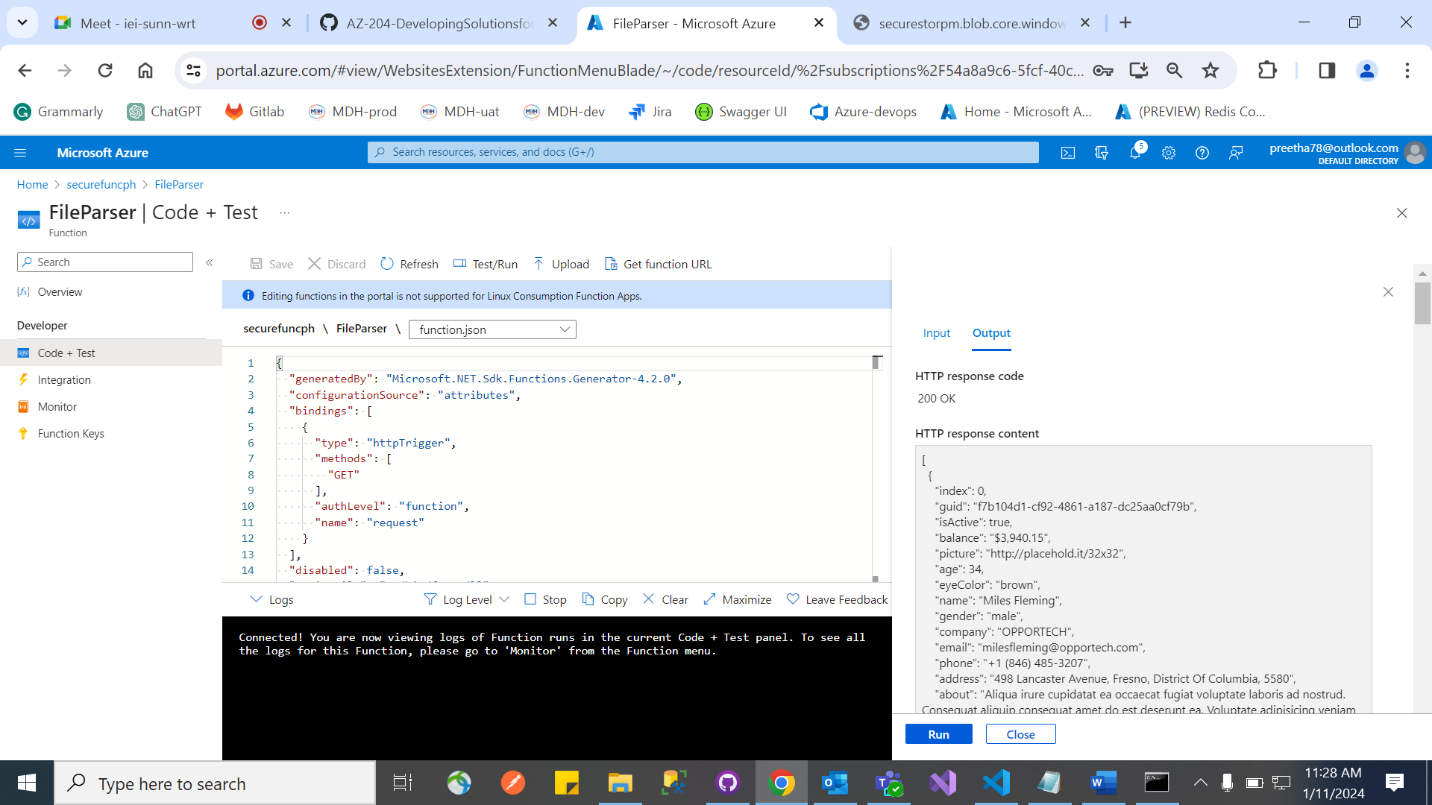 Meet - iei-sunn-wrt
AZ-204-DevelopingSolutionsfor
FileParser - Microsoft Azure
securestorpm.blob.core.window
portal.azure.com/#view/WebsitesExtension/FunctionMenuBlade/~/code/resourceId/%2Fsubscriptions%2F54a8a9c6-5fcf-40c...
Grammarly
ChatGPT
Gitlab
MDH-prod
MDH-uat
MDH-dev
Jira
Swagger UI
Azure-devops
Home - Microsoft A...
(PREVIEW) Redis Co...
Microsoft Azure
Search resources, services, and docs (G+/)
5
preetha78@outlook.com
DEFAULT DIRECTORY
Home > securefuncph > FileParser
FileParser | Code + Test ...
Function
Search
«
Overview
Developer
Code + Test
Integration
Monitor
Function Keys
Save
Discard
Refresh
Test/Run
Upload
Get function URL
Editing functions in the portal is not supported for Linux Consumption Function Apps.
securefuncph \ FileParser \ function.json
1 {
2 "generatedBy": "Microsoft.NET.Sdk.Functions.Generator-4.2.0",
3 "configurationSource": "attributes",
4 "bindings": [
5 {
6 "type": "httpTrigger",
7 "methods": [
8 "GET"
9 ],
10 "authLevel": "function",
11 "name": "request"
12 }
13 ],
14 "disabled": false,
Logs
Log Level
Stop
Copy
Clear
Maximize
Leave Feedback
Connected! You are now viewing logs of Function runs in the current Code + Test panel. To see all
the logs for this Function, please go to 'Monitor' from the Function menu.
Input
Output
HTTP response code
200 OK
HTTP response content
[
{
"index": 0,
"guid": "f7b104d1-cf92-4861-a187-dc25aa0cf79b",
"isActive": true,
"balance": "$3,940.15",
"picture": "http://placehold.it/32x32",
"age": 34,
"eyeColor": "brown",
"name": "Miles Fleming",
"gender": "male",
"company": "OPPORTECH",
"email": "milesfleming@opportech.com",
"phone": "+1 (846) 485-3207",
"address": "498 Lancaster Avenue, Fresno, District Of Columbia, 5580",
"about": "Aliqua irure cupidatat ea occaecat fugiat voluptate laboris ad nostrud.
Consequat aliquip consequat amet do est deserunt ea. Voluptate adipisicing veniam
Run
Close
Type here to search
11:28 AM
1/11/2024